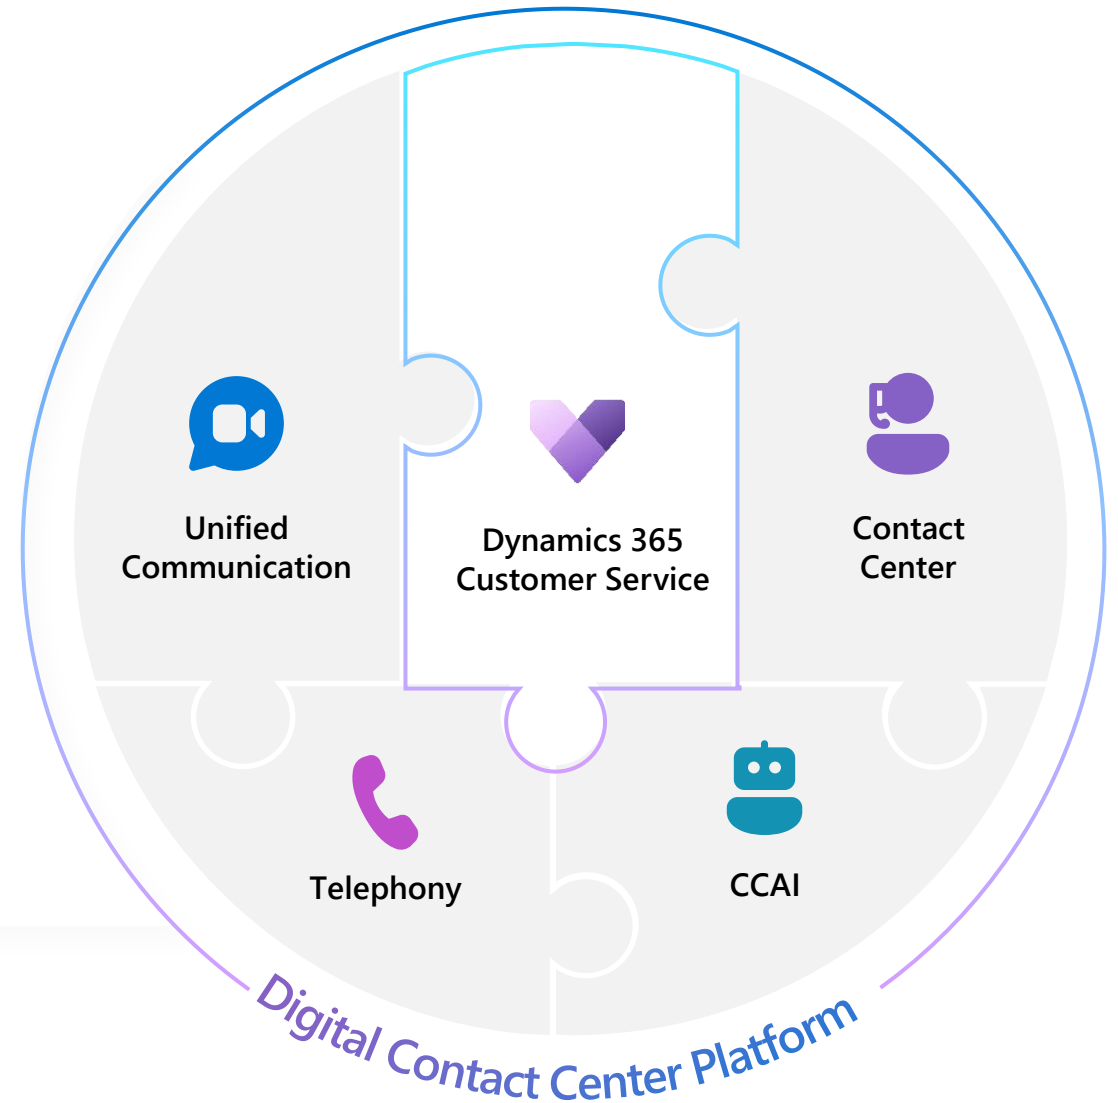 Unified
Communication
Dynamics 365
Customer Service
Contact
Center
Telephony
CCAI
Digital Contact Center Platform